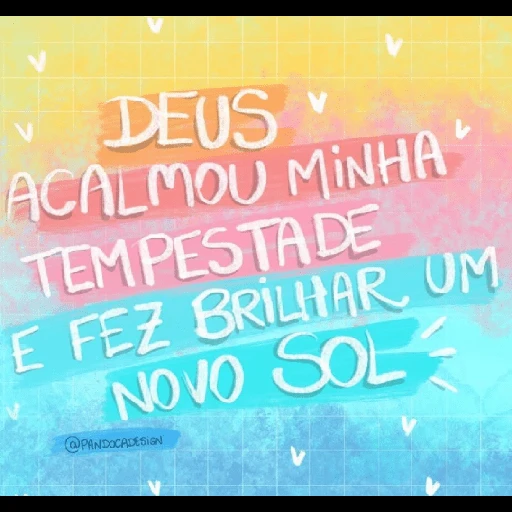 DEUS
ACALMOU MINHA
TEMPESTADE
E FEZ BRILHAR UM
NOVO SOL
@PANDOCADESIGN